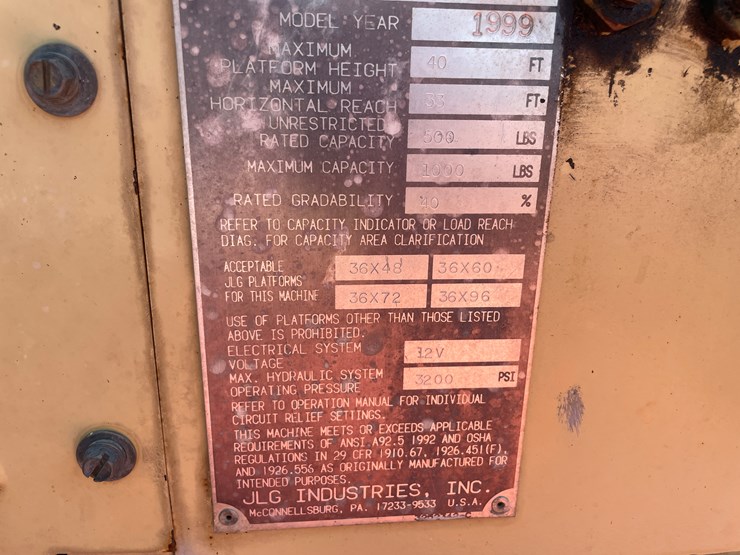 MODEL YEAR 1999
MAXIMUM
PLATFORM HEIGHT 40 FT
MAXIMUM
HORIZONTAL REACH 33 FT
UNRESTRICTED
RATED CAPACITY 500 LBS
MAXIMUM CAPACITY 1000 LBS
RATED GRADABILITY 40 %
REFER TO CAPACITY INDICATOR OR LOAD REACH
DIAG. FOR CAPACITY AREA CLARIFICATION
ACCEPTABLE 36X48 36X60
JLG PLATFORMS
FOR THIS MACHINE 36X72 36X96
USE OF PLATFORMS OTHER THAN THOSE LISTED
ABOVE IS PROHIBITED.
ELECTRICAL SYSTEM 12V
VOLTAGE
MAX. HYDRAULIC SYSTEM 3200 PSI
OPERATING PRESSURE
REFER TO OPERATION MANUAL FOR INDIVIDUAL
CIRCUIT RELIEF SETTINGS.
THIS MACHINE MEETS OR EXCEEDS APPLICABLE
REQUIREMENTS OF ANSI A92.5 1992 AND OSHA
REGULATIONS IN 29 CFR 1910.67, 1926.451(F),
AND 1926.556 AS ORIGINALLY MANUFACTURED FOR
INTENDED PURPOSES.
JLG INDUSTRIES, INC.
McCONNELLSBURG, PA. 17233-9533 U.S.A.